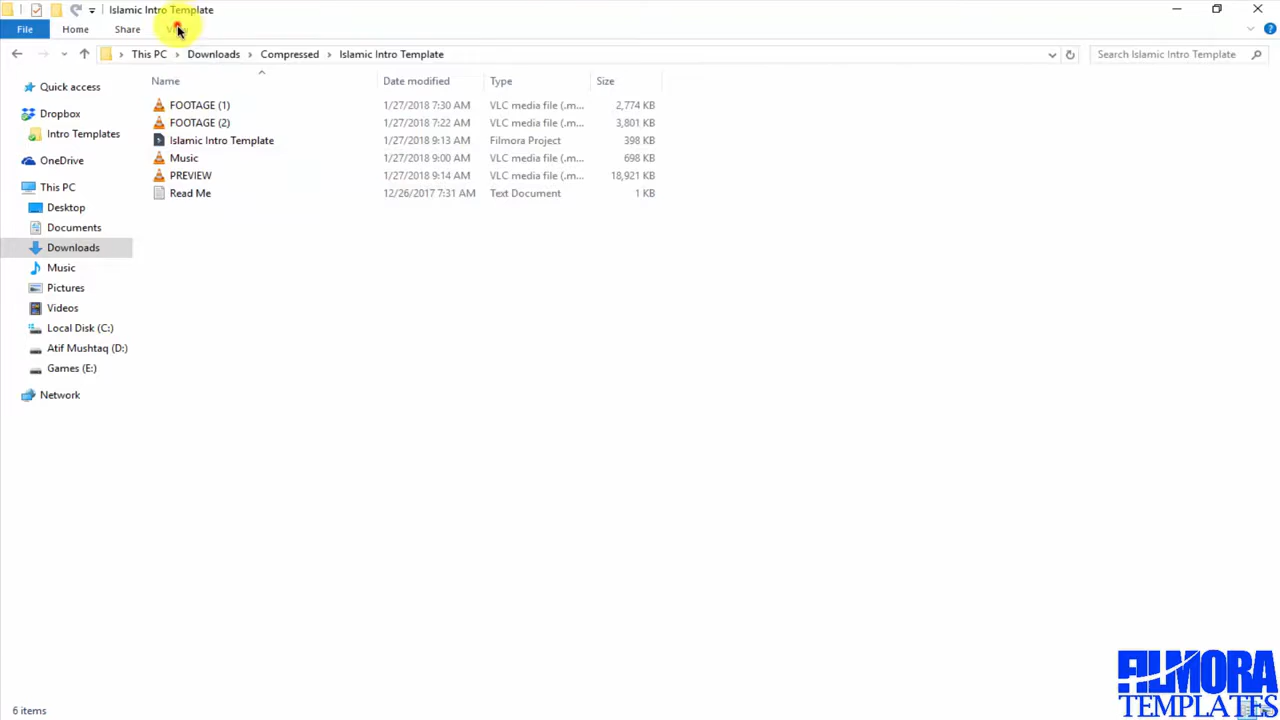 Islamic Intro Template
File Home Share
This PC Downloads Compressed Islamic Intro Template Search Islamic Intro Template
Name Date modified Type Size
Quick access
Dropbox
Intro Templates
OneDrive
This PC
Desktop
Documents
Downloads
Music
Pictures
Videos
Local Disk (C:)
Atif Mushtaq (D:)
Games (E:)
Network
FOOTAGE (1) 1/27/2018 7:30 AM VLC media file (.m... 2,774 KB
FOOTAGE (2) 1/27/2018 7:22 AM VLC media file (.m... 3,801 KB
Islamic Intro Template 1/27/2018 9:13 AM Filmora Project 398 KB
Music 1/27/2018 9:00 AM VLC media file (.m... 698 KB
PREVIEW 1/27/2018 9:14 AM VLC media file (.m... 18,921 KB
Read Me 12/26/2017 7:31 AM Text Document 1 KB
6 items
FILMORA
TEMPLATES